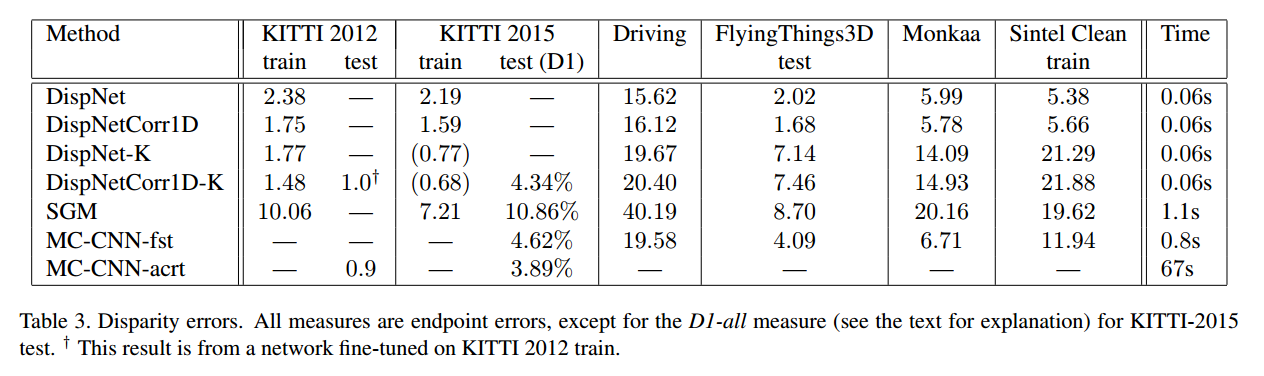 Method KITTI 2012 KITTI 2015 Driving FlyingThings3D Monkaa Sintel Clean Time
train test train test (D1) test train
DispNet 2.38 — 2.19 — 15.62 2.02 5.99 5.38 0.06s
DispNetCorr1D 1.75 — 1.59 — 16.12 1.68 5.78 5.66 0.06s
DispNet-K 1.77 — (0.77) — 19.67 7.14 14.09 21.29 0.06s
DispNetCorr1D-K 1.48 1.0† (0.68) 4.34% 20.40 7.46 14.93 21.88 0.06s
SGM 10.06 — 7.21 10.86% 40.19 8.70 20.16 19.62 1.1s
MC-CNN-fst — — — 4.62% 19.58 4.09 6.71 11.94 0.8s
MC-CNN-acrt — 0.9 — 3.89% — — — — 67s
Table 3. Disparity errors. All measures are endpoint errors, except for the D1-all measure (see the text for explanation) for KITTI-2015
test. † This result is from a network fine-tuned on KITTI 2012 train.